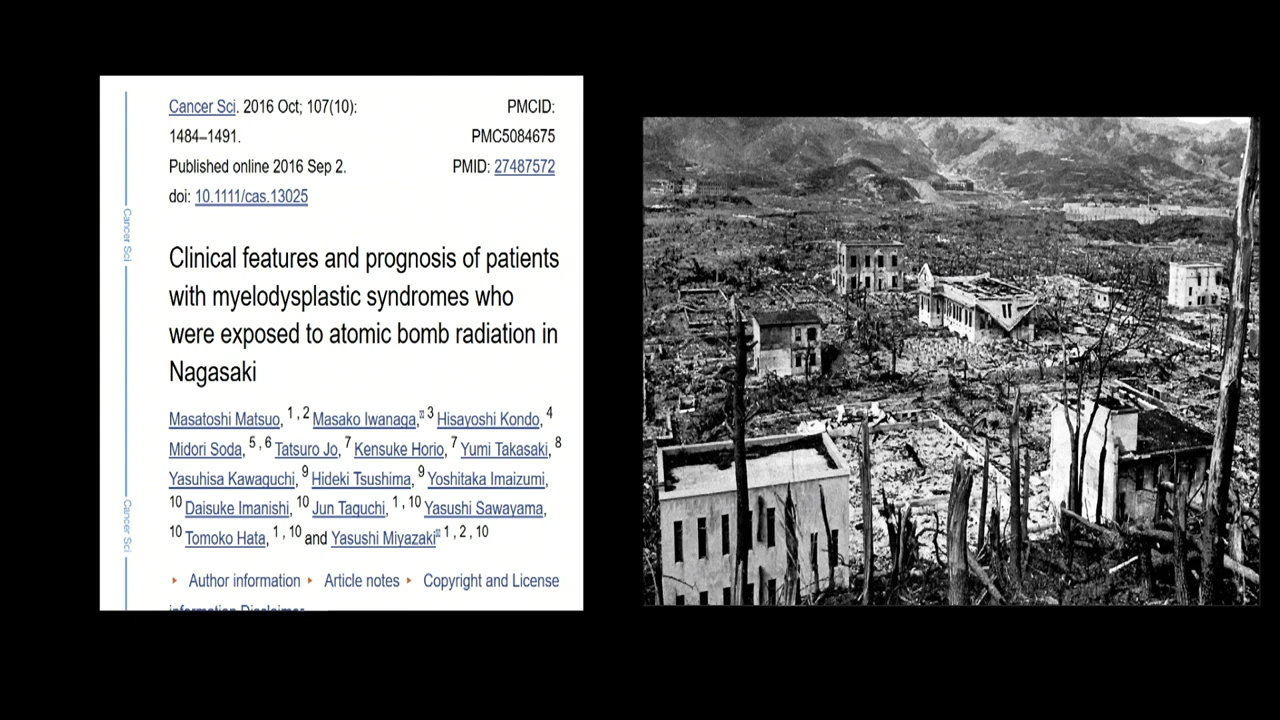 Cancer Sci. 2016 Oct; 107(10):
1484–1491.
Published online 2016 Sep 2.
doi: 10.1111/cas.13025
PMCID:
PMC5084675
PMID: 27487572
Cancer Sci
Cancer Sci
Clinical features and prognosis of patients
with myelodysplastic syndromes who
were exposed to atomic bomb radiation in
Nagasaki
Masatoshi Matsuo, 1 , 2 Masako Iwanaga, 3 Hisayoshi Kondo, 4
Midori Soda, 5 , 6 Tatsuro Jo, 7 Kensuke Horio, 7 Yumi Takasaki, 8
Yasuhisa Kawaguchi, 9 Hideki Tsushima, 9 Yoshitaka Imaizumi,
10 Daisuke Imanishi, 10 Jun Taguchi, 1 , 10 Yasushi Sawayama,
10 Tomoko Hata, 1 , 10 and Yasushi Miyazaki 1 , 2 , 10
Author information Article notes Copyright and License
information Disclaimer